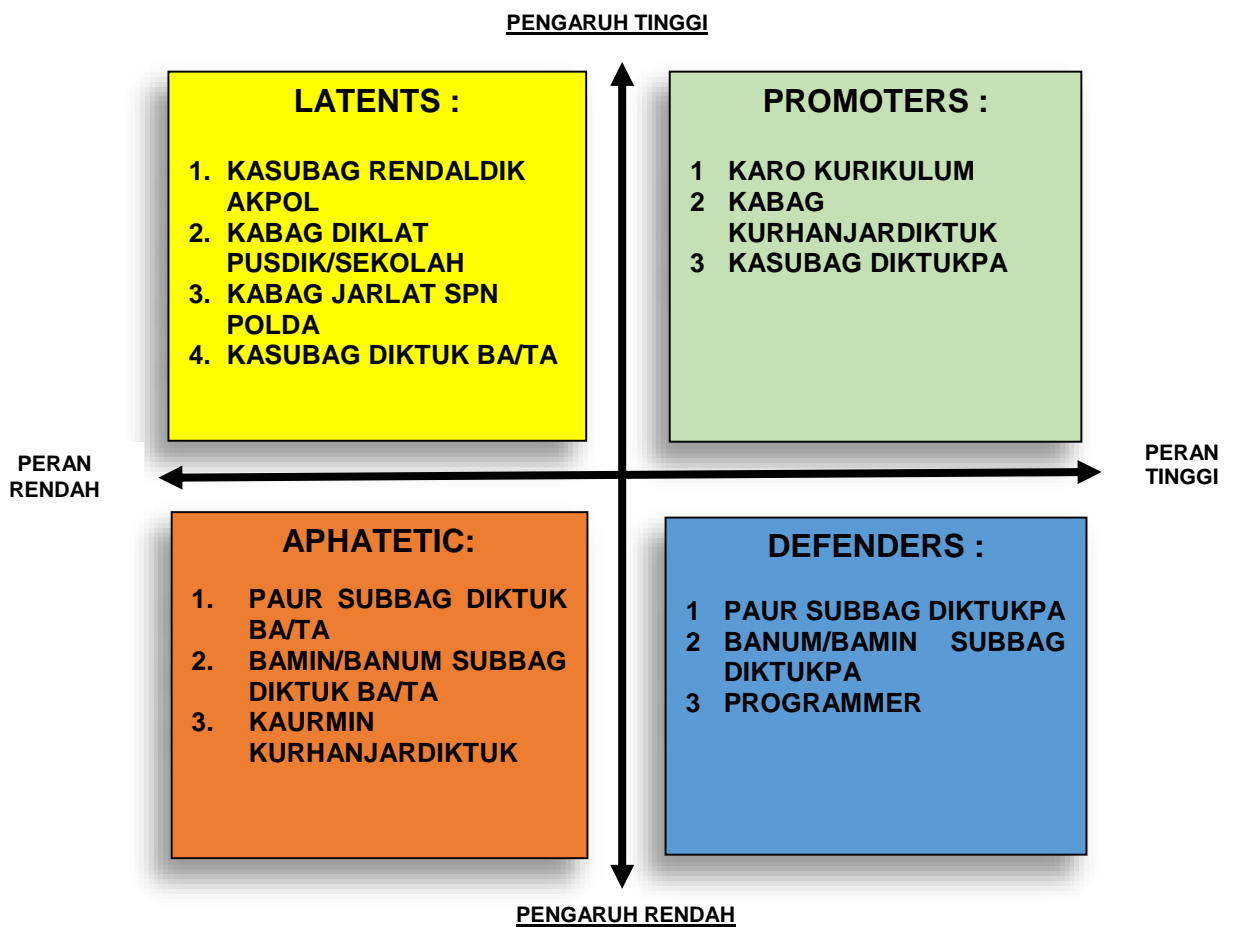 PENGARUH TINGGI
LATENTS :
1. KASUBAG RENDALDIK
AKPOL
2. KABAG DIKLAT
PUSDIK/SEKOLAH
3. KABAG JARLAT SPN
POLDA
4. KASUBAG DIKTUK BA/TA
PROMOTERS :
1 KARO KURIKULUM
2 KABAG
KURHANJARDIKTUK
3 KASUBAG DIKTUKPA
PERAN
RENDAH
PERAN
TINGGI
APHATETIC:
1. PAUR SUBBAG DIKTUK
BA/TA
2. BAMIN/BANUM SUBBAG
DIKTUK BA/TA
3. KAURMIN
KURHANJARDIKTUK
DEFENDERS :
1 PAUR SUBBAG DIKTUKPA
2 BANUM/BAMIN SUBBAG
DIKTUKPA
3 PROGRAMMER
PENGARUH RENDAH